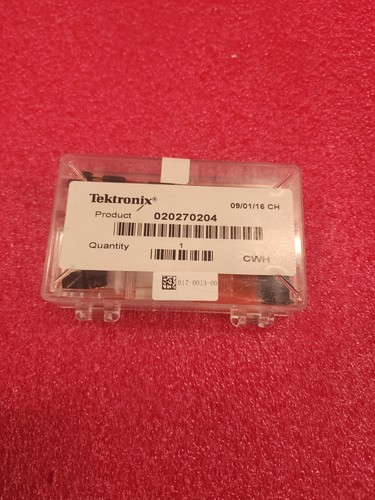 Tektronix®
09/01/16 CH
Product 020270204
Quantity 1
CWH
017 0013 00